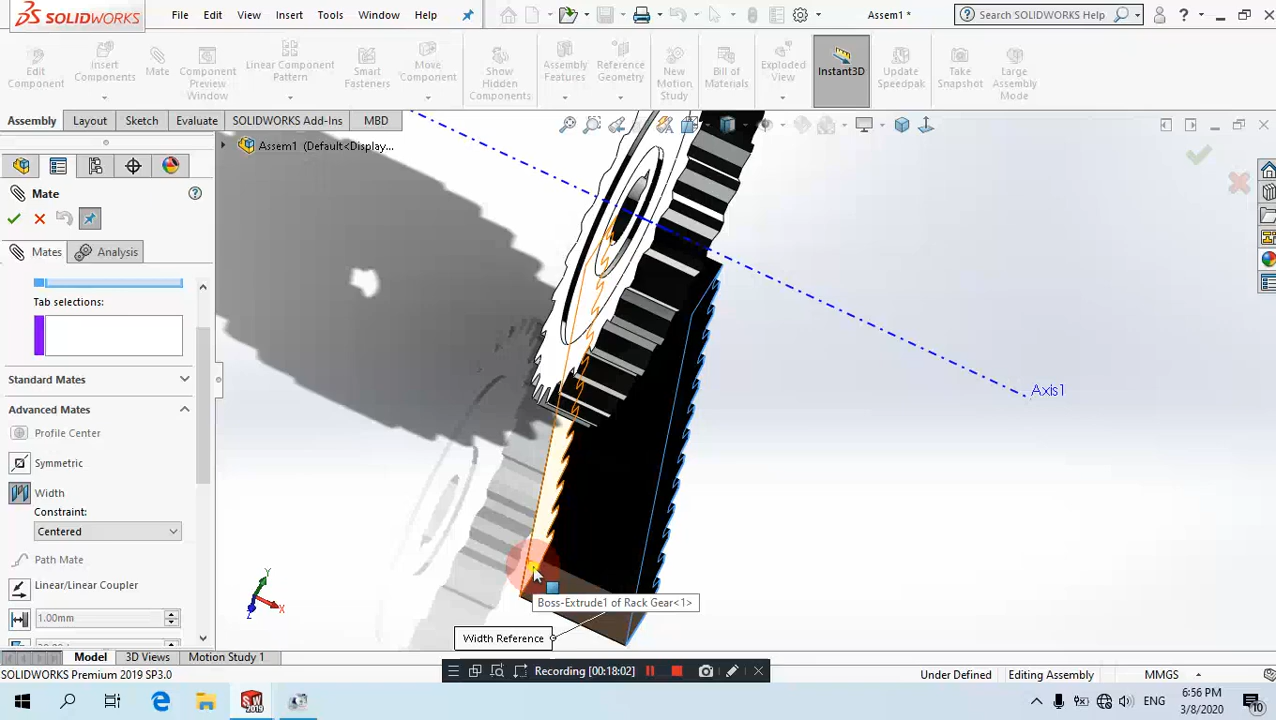 SOLIDWORKS
File Edit View Insert Tools Window Help
Assem1 *
Search SOLIDWORKS Help
?
Edit Component
Insert Components
Mate
Component Preview Window
Linear Component Pattern
Smart Fasteners
Move Component
Show Hidden Components
Assembly Features
Reference Geometry
New Motion Study
Bill of Materials
Exploded View
Instant3D
Update Speedpak
Take Snapshot
Large Assembly Mode
Assembly Layout Sketch Evaluate SOLIDWORKS Add-Ins MBD
Assem1 (Default<Display...
Mate
Mates
Analysis
Tab selections:
Standard Mates
Advanced Mates
Profile Center
Symmetric
Width
Constraint:
Centered
Path Mate
Linear/Linear Coupler
1.00mm
Axis1
Boss-Extrude1 of Rack Gear<1>
Width Reference
Y
X
Z
Model 3D Views Motion Study 1
Recording [00:18:02]
SOLIDWORKS Premium 2019 SP3.0
Under Defined
Editing Assembly
MMGS
SW
2019
ENG
6:56 PM
3/8/2020
10